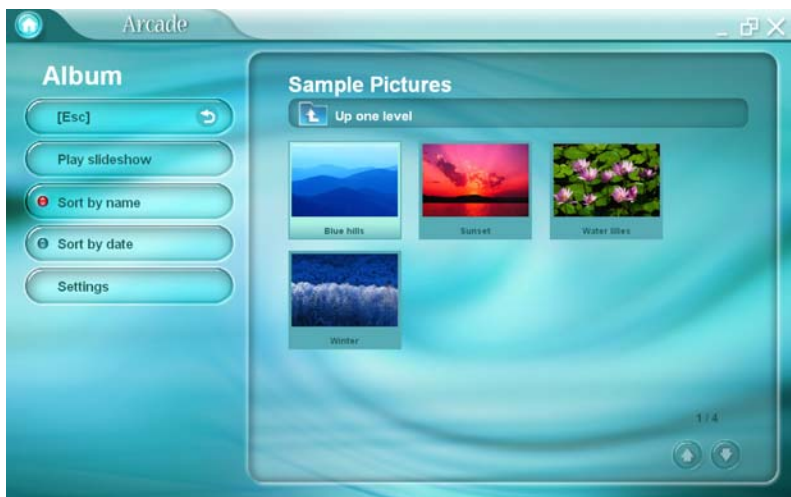 Arcade
Album
[Esc]
Play slideshow
Sort by name
Sort by date
Settings
Sample Pictures
Up one level
Blue hills
Sunset
Water lilies
Winter
1 / 4